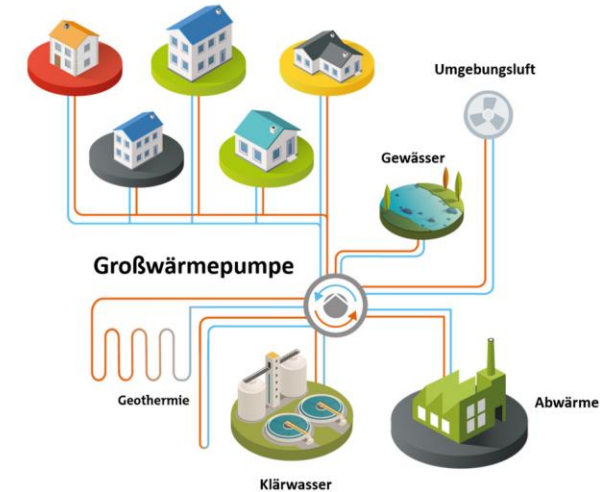 Umgebungsluft
Gewässer
Großwärmepumpe
Geothermie
Abwärme
Klärwasser